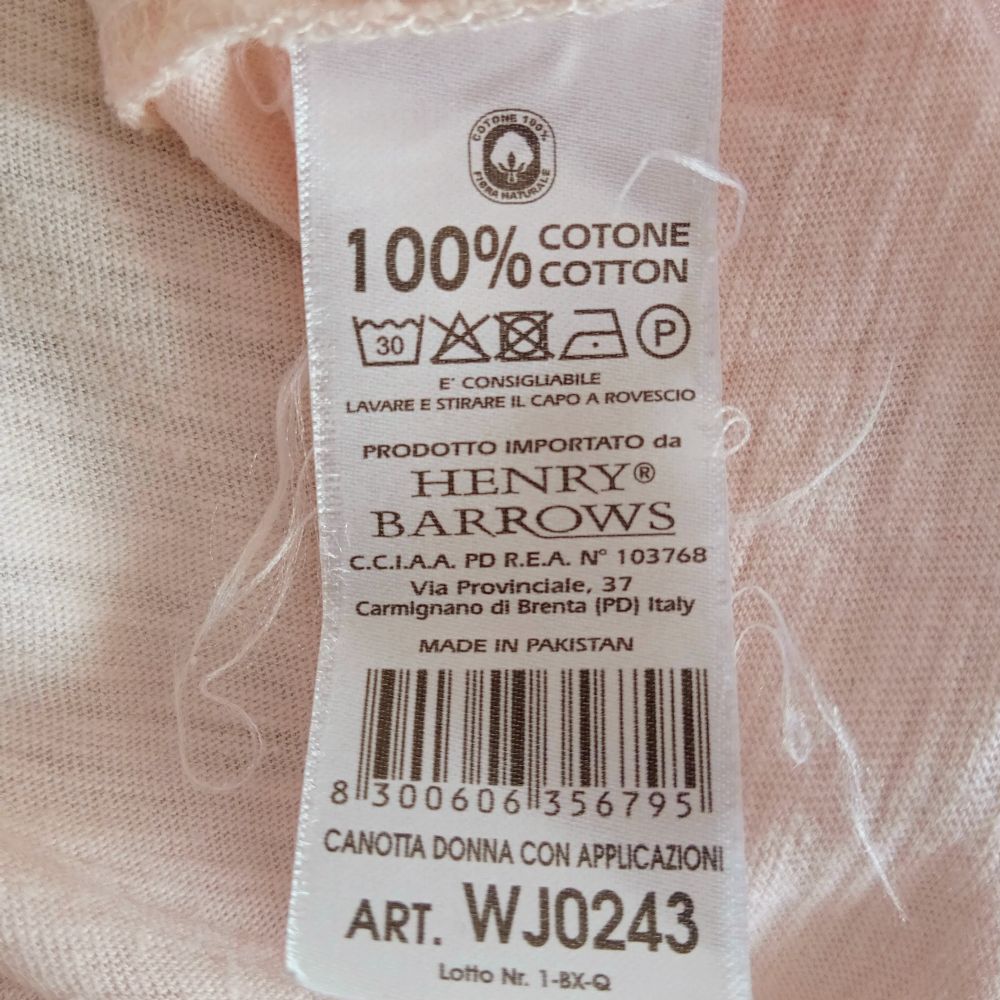 COTONE 100%
FIBRA NATURALE
100% COTONE
COTTON
30
P
E' CONSIGLIABILE
LAVARE E STIRARE IL CAPO A ROVESCIO
PRODOTTO IMPORTATO da
HENRY®
BARROWS
C.C.I.A.A. PD R.E.A. N° 103768
Via Provinciale, 37
Carmignano di Brenta (PD) Italy
MADE IN PAKISTAN
8 300606 356795
CANOTTA DONNA CON APPLICAZIONI
ART. WJ0243
Lotto Nr. 1-BX-Q